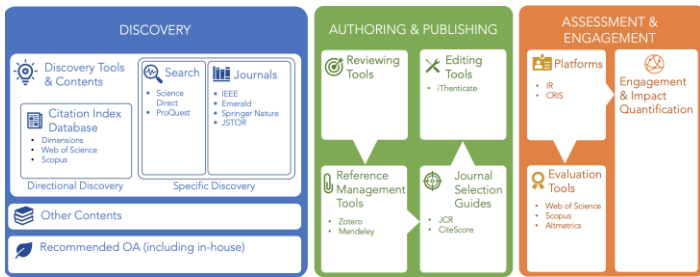 DISCOVERY
Discovery Tools
& Contents
Citation Index
Database
Dimensions
Web of Science
Scopus
Directional Discovery
Search
Science
Direct
ProQuest
Journals
IEEE
Emerald
Springer Nature
JSTOR
Specific Discovery
Other Contents
Recommended OA (including in-house)
AUTHORING & PUBLISHING
Reviewing
Tools
Editing
Tools
iThenticate
Reference
Management
Tools
Zotero
Mendeley
Journal
Selection
Guides
JCR
CiteScore
ASSESSMENT &
ENGAGEMENT
Platforms
IR
CRIS
Engagement
& Impact
Quantification
Evaluation
Tools
Web of Science
Scopus
Altmetrics